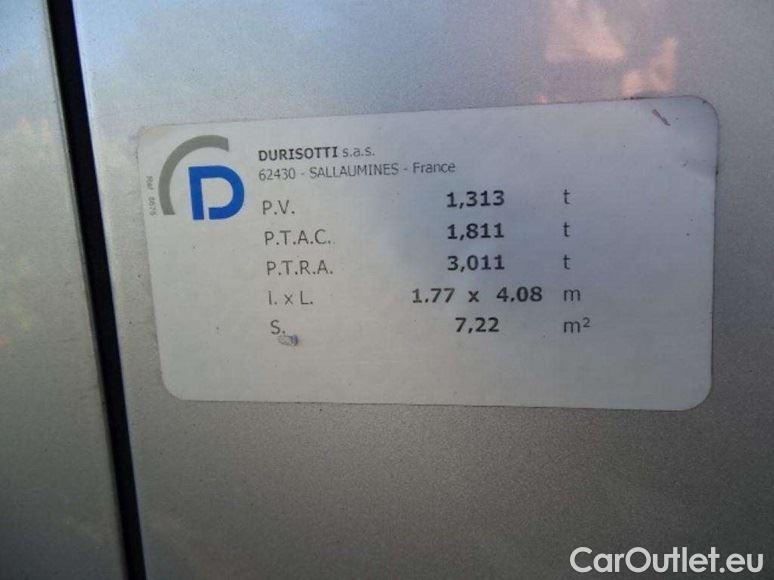 DURISOTTI s.a.s.
62430 - SALLAUMINES - France
D
P.V. 1,313 t
P.T.A.C. 1,811 t
P.T.R.A. 3,011 t
l. x L. 1.77 x 4.08 m
S. 7,22 m²
CarOutlet.eu